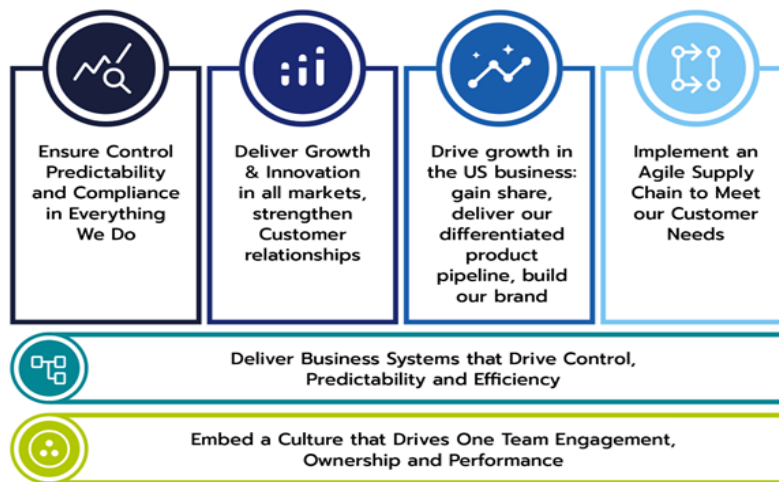 Ensure Control
Predictability
and Compliance
in Everything
We Do
Deliver Growth
& Innovation
in all markets,
strengthen
Customer
relationships
Drive growth in
the US business:
gain share,
deliver our
differentiated
product
pipeline, build
our brand
Implement an
Agile Supply
Chain to Meet
our Customer
Needs
Deliver Business Systems that Drive Control,
Predictability and Efficiency
Embed a Culture that Drives One Team Engagement,
Ownership and Performance